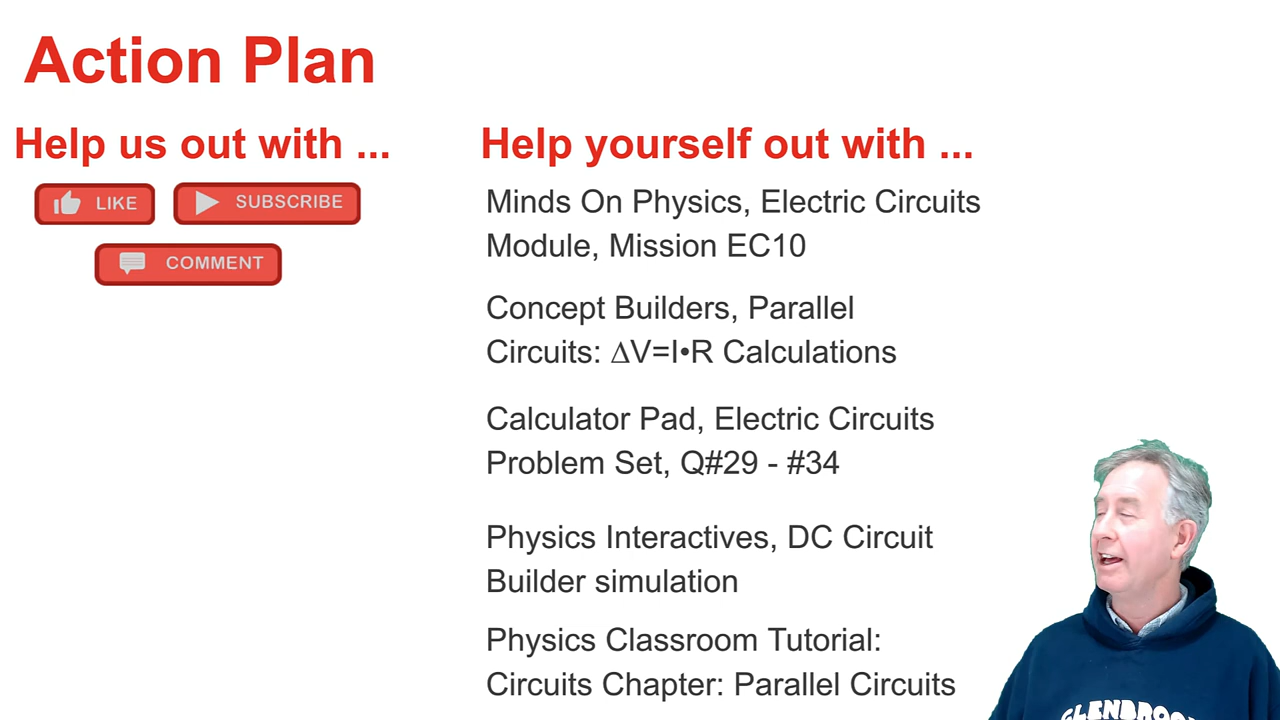 Action Plan
Help us out with ...
LIKE
SUBSCRIBE
COMMENT
Help yourself out with ...
Minds On Physics, Electric Circuits
Module, Mission EC10
Concept Builders, Parallel
Circuits: ∆V=I•R Calculations
Calculator Pad, Electric Circuits
Problem Set, Q#29 - #34
Physics Interactives, DC Circuit
Builder simulation
Physics Classroom Tutorial:
Circuits Chapter: Parallel Circuits